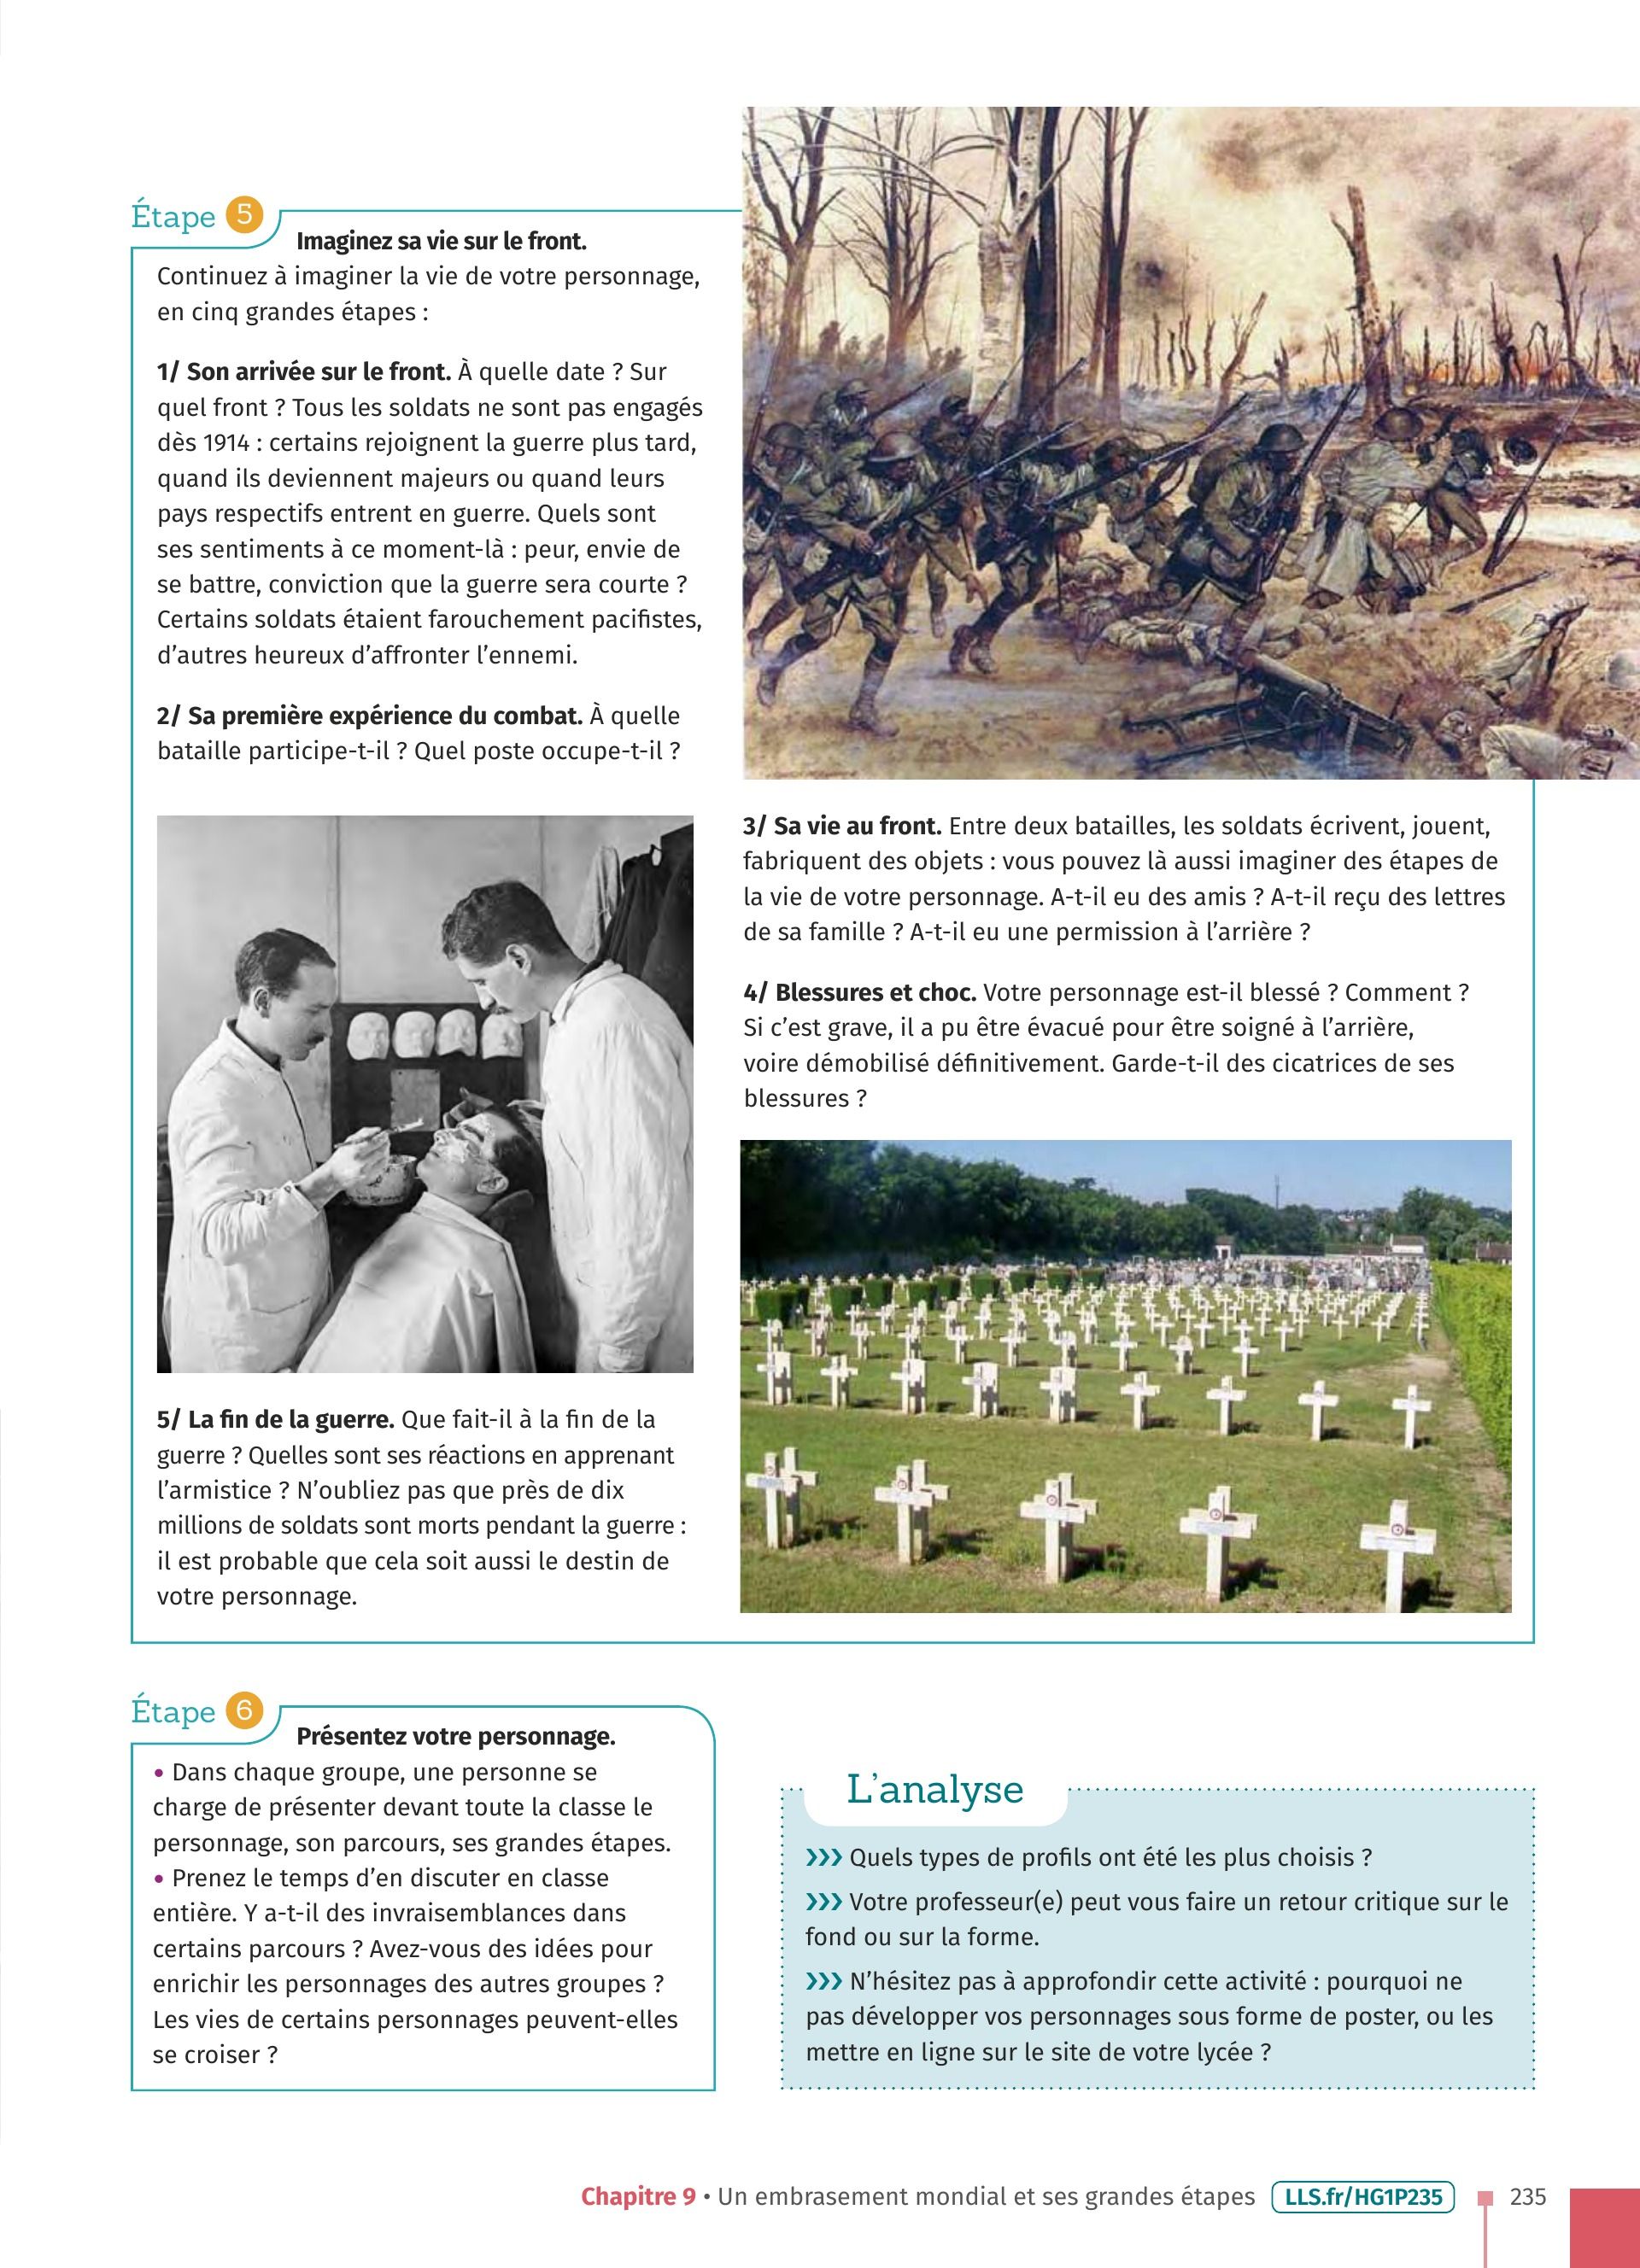 Étape 5
Imaginez sa vie sur le front.
Continuez à imaginer la vie de votre personnage,
en cinq grandes étapes :
1/ Son arrivée sur le front. À quelle date ? Sur
quel front ? Tous les soldats ne sont pas engagés
dès 1914 : certains rejoignent la guerre plus tard,
quand ils deviennent majeurs ou quand leurs
pays respectifs entrent en guerre. Quels sont
ses sentiments à ce moment-là : peur, envie de
se battre, conviction que la guerre sera courte ?
Certains soldats étaient farouchement pacifistes,
d'autres heureux d'affronter l'ennemi.
2/ Sa première expérience du combat. À quelle
bataille participe-t-il ? Quel poste occupe-t-il ?
3/ Sa vie au front. Entre deux batailles, les soldats écrivent, jouent,
fabriquent des objets : vous pouvez là aussi imaginer des étapes de
la vie de votre personnage. A-t-il eu des amis ? A-t-il reçu des lettres
de sa famille ? A-t-il eu une permission à l'arrière ?
4/ Blessures et choc. Votre personnage est-il blessé ? Comment ?
Si c'est grave, il a pu être évacué pour être soigné à l'arrière,
voire démobilisé définitivement. Garde-t-il des cicatrices de ses
blessures ?
5/ La fin de la guerre. Que fait-il à la fin de la
guerre ? Quelles sont ses réactions en apprenant
l'armistice ? N'oubliez pas que près de dix
millions de soldats sont morts pendant la guerre :
il est probable que cela soit aussi le destin de
votre personnage.
Étape 6
Présentez votre personnage.
• Dans chaque groupe, une personne se
charge de présenter devant toute la classe le
personnage, son parcours, ses grandes étapes.
• Prenez le temps d'en discuter en classe
entière. Y a-t-il des invraisemblances dans
certains parcours ? Avez-vous des idées pour
enrichir les personnages des autres groupes ?
Les vies de certains personnages peuvent-elles
se croiser ?
L'analyse
❯❯❯ Quels types de profils ont été les plus choisis ?
❯❯❯ Votre professeur(e) peut vous faire un retour critique sur le
fond ou sur la forme.
❯❯❯ N'hésitez pas à approfondir cette activité : pourquoi ne
pas développer vos personnages sous forme de poster, ou les
mettre en ligne sur le site de votre lycée ?
Chapitre 9 • Un embrasement mondial et ses grandes étapes LLS.fr/HG1P235 235